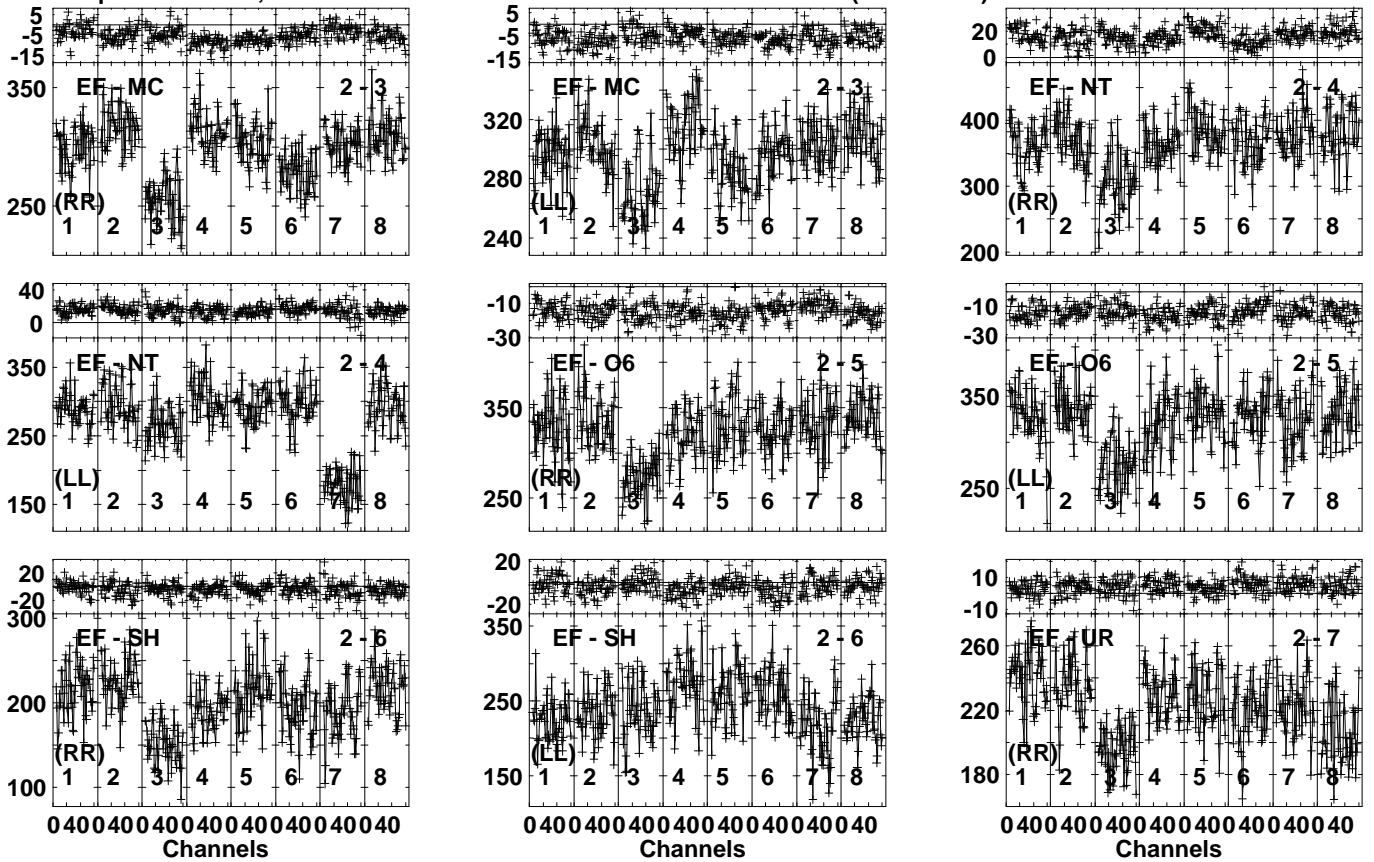 5
-5
-15
350
250
EF - MC 2 - 3
(RR)
1 2 3 4 5 6 7 8
5
-5
-15
320
280
240
EF - MC 2 - 3
(LL)
1 2 3 4 5 6 7 8
20
0
400
300
200
EF - NT 2 - 4
(RR)
1 2 3 4 5 6 7 8
40
0
350
250
150
EF - NT 2 - 4
(LL)
1 2 3 4 5 6 7 8
-10
-30
350
250
EF - O6 2 - 5
(RR)
1 2 3 4 5 6 7 8
-10
-30
350
250
EF - O6 2 - 5
(LL)
1 2 3 4 5 6 7 8
20
-20
300
200
100
EF - SH 2 - 6
(RR)
1 2 3 4 5 6 7 8
0 40 0 40 0 40 0 40 0 40 0 40 0 40 0 40
Channels
20
-20
350
250
150
EF - SH 2 - 6
(LL)
1 2 3 4 5 6 7 8
0 40 0 40 0 40 0 40 0 40 0 40 0 40 0 40
Channels
10
-10
260
220
180
EF - UR 2 - 7
(RR)
1 2 3 4 5 6 7 8
0 40 0 40 0 40 0 40 0 40 0 40 0 40 0 40
Channels